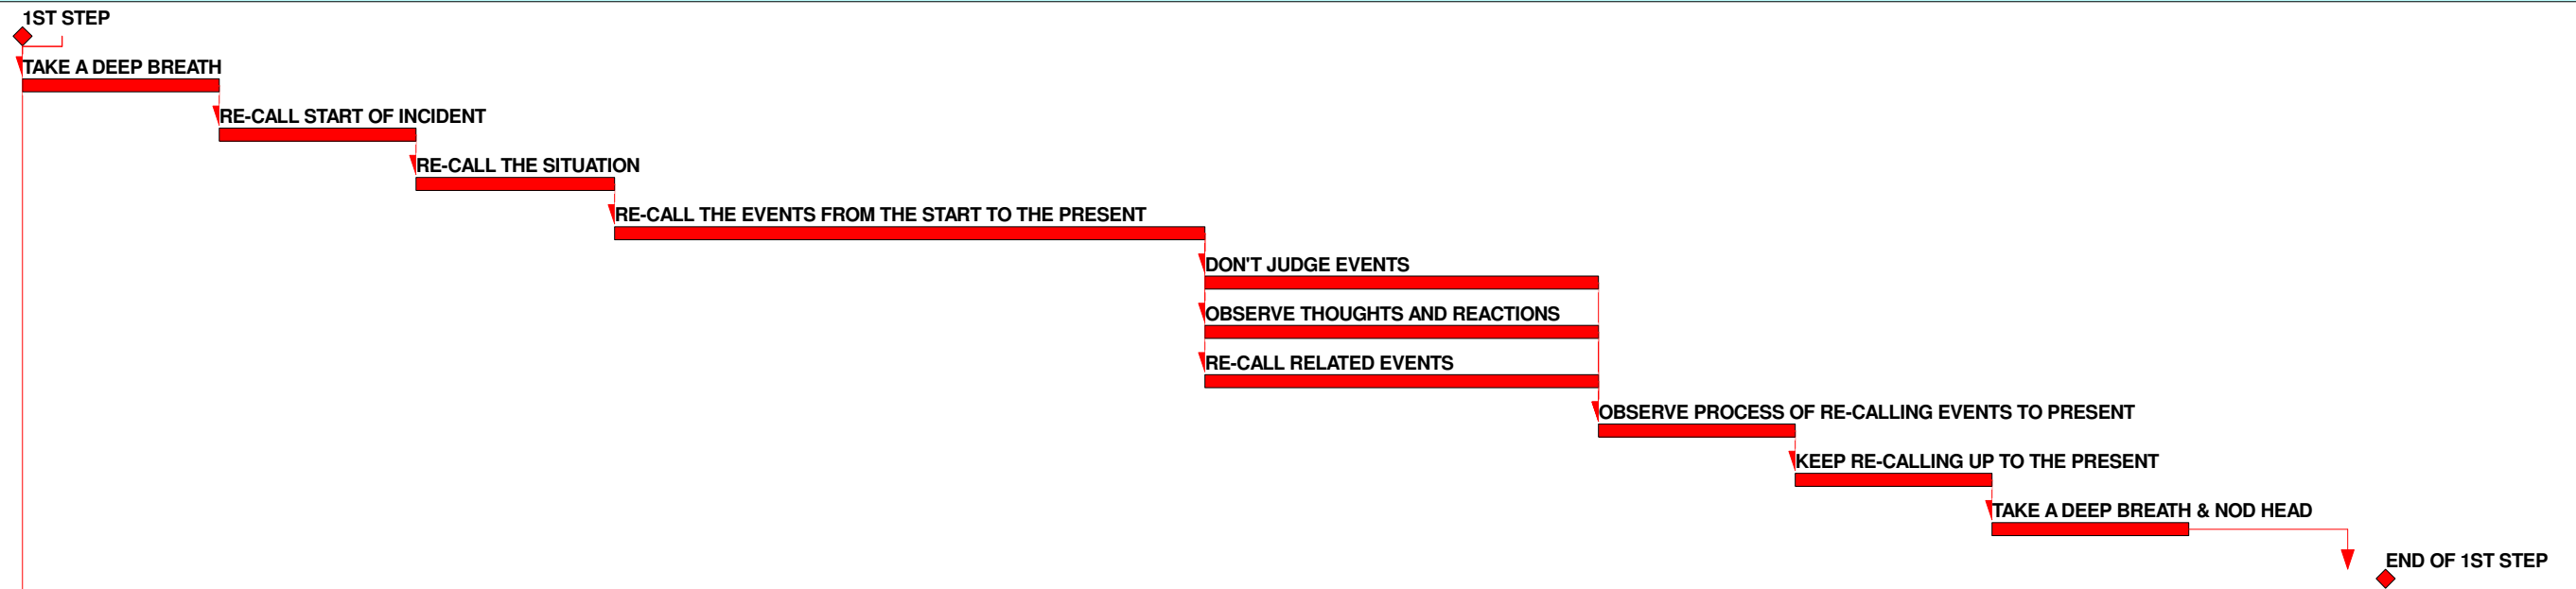 1ST STEP
TAKE A DEEP BREATH
RE-CALL START OF INCIDENT
RE-CALL THE SITUATION
RE-CALL THE EVENTS FROM THE START TO THE PRESENT
DON'T JUDGE EVENTS
OBSERVE THOUGHTS AND REACTIONS
RE-CALL RELATED EVENTS
OBSERVE PROCESS OF RE-CALLING EVENTS TO PRESENT
KEEP RE-CALLING UP TO THE PRESENT
TAKE A DEEP BREATH & NOD HEAD
END OF 1ST STEP